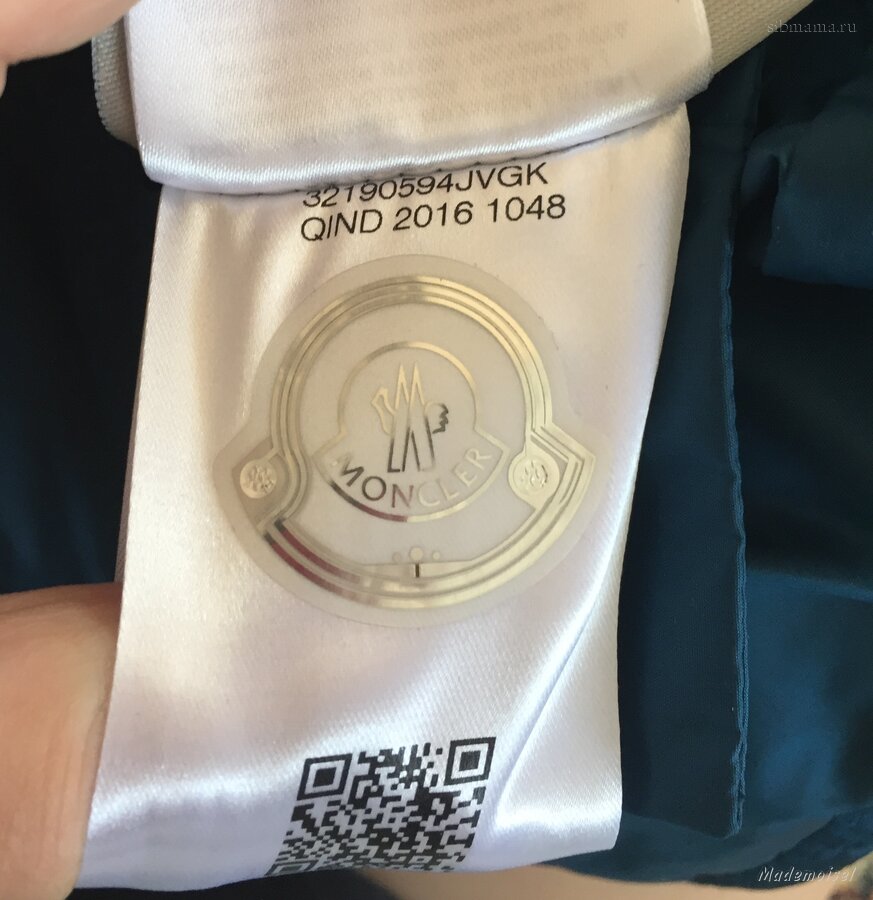 sibmama.ru
32190594JVGK
QIND 2016 1048
MONCLER
Mademoisel